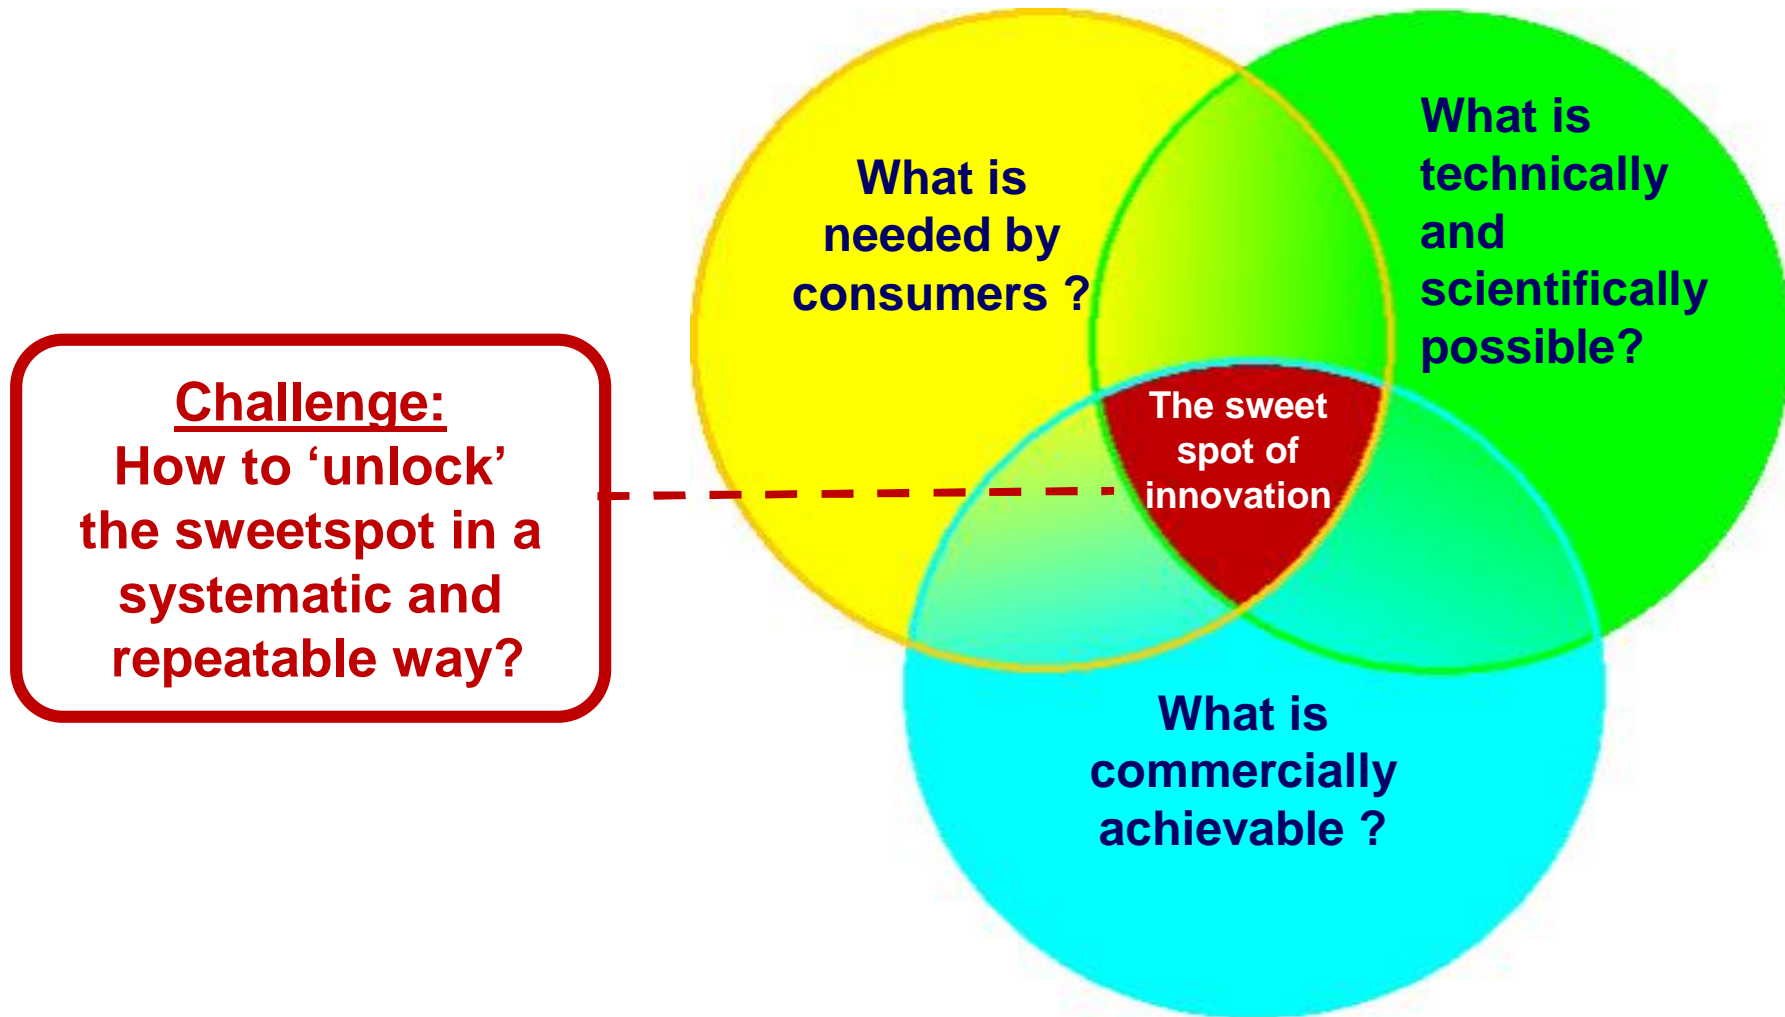 What is
needed by
consumers ?
What is
technically
and
scientifically
possible?
Challenge:
How to ‘unlock’
the sweetspot in a
systematic and
repeatable way?
The sweet
spot of
innovation
What is
commercially
achievable ?